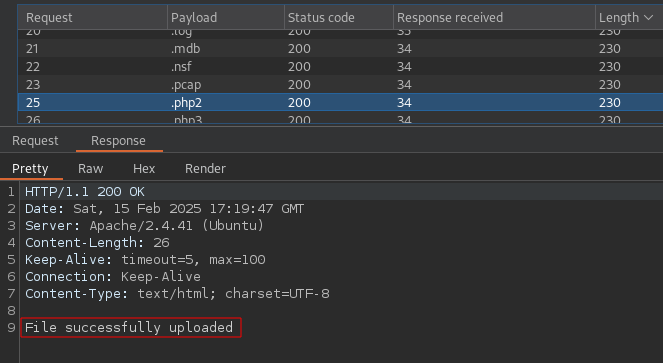 Request Payload Status code Response received Length
20 .log 200 35 230
21 .mdb 200 34 230
22 .nsf 200 34 230
23 .pcap 200 34 230
25 .php2 200 34 230
26 .php3 200 34 230
Request Response
Pretty Raw Hex Render
1 HTTP/1.1 200 OK
2 Date: Sat, 15 Feb 2025 17:19:47 GMT
3 Server: Apache/2.4.41 (Ubuntu)
4 Content-Length: 26
5 Keep-Alive: timeout=5, max=100
6 Connection: Keep-Alive
7 Content-Type: text/html; charset=UTF-8
8
9 File successfully uploaded